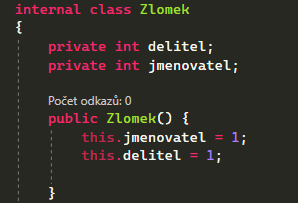 internal class Zlomek
{
private int delitel;
private int jmenovatel;
Počet odkazů: 0
public Zlomek() {
this.jmenovatel = 1;
this.delitel = 1;
}